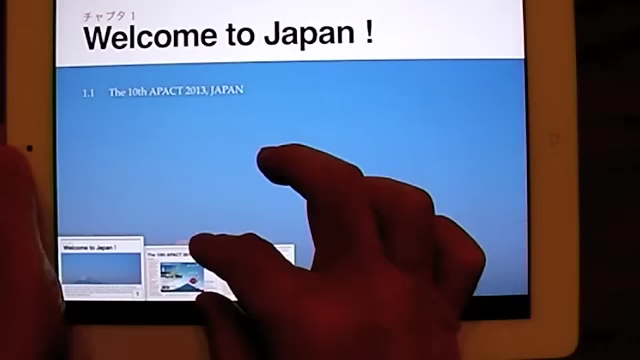 チャプタ 1
Welcome to Japan !
1.1 The 10th APACT 2013, JAPAN
Welcome to Japan !
The 10th APACT 201